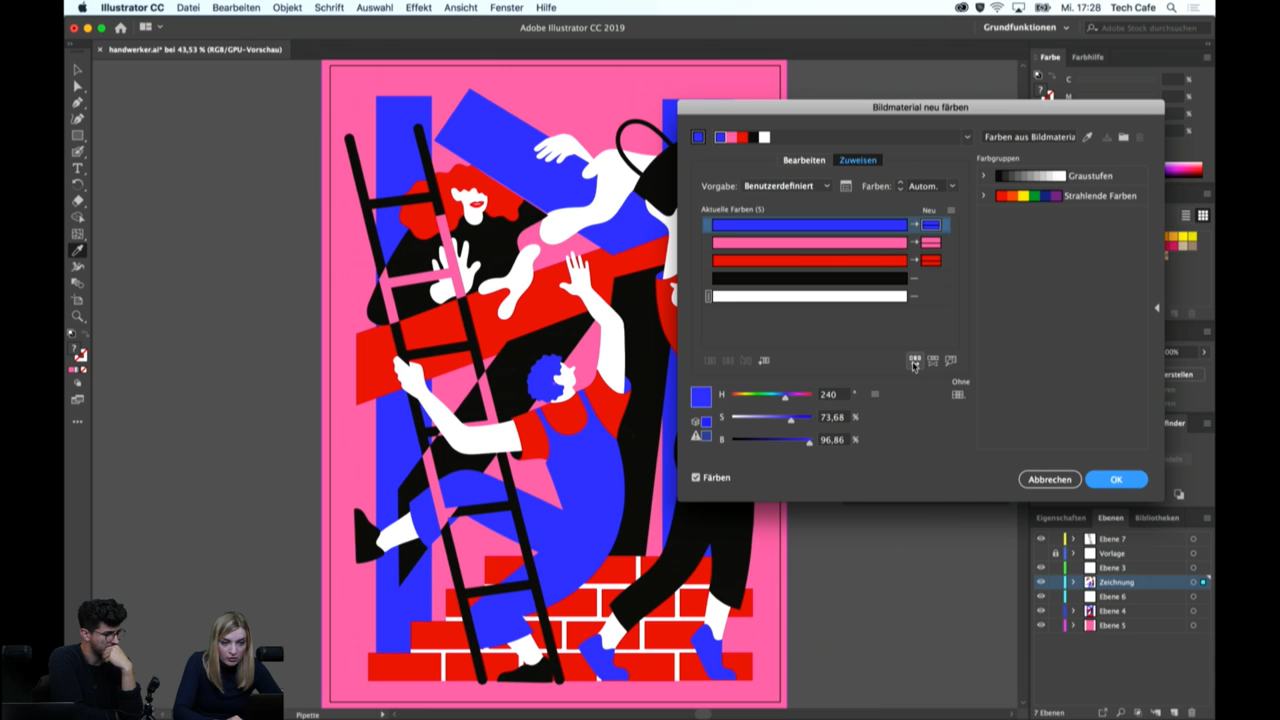 Illustrator CC Datei Bearbeiten Objekt Schrift Auswahl Effekt Ansicht Fenster Hilfe Mi. 17:28 Tech Cafe
Adobe Illustrator CC 2019 Grundfunktionen Adobe Stock durchsuchen
handwerker.ai* bei 43,53 % (RGB/GPU-Vorschau)
Farbe Farbhilfe
C %
M %
%
Bildmaterial neu färben
Farben aus Bildmateria
Bearbeiten Zuweisen
Farbgruppen
Graustufen
Strahlende Farben
Vorgabe: Benutzerdefiniert Farben: Autom.
Aktuelle Farben (5) Neu
H 240 °
S 73,68 %
B 96,86 %
Ohne
Färben
Abbrechen OK
Eigenschaften Ebenen Bibliotheken
Ebene 7
Vorlage
Ebene 3
Zeichnung
Ebene 6
Ebene 4
Ebene 5
7 Ebenen
Pipette